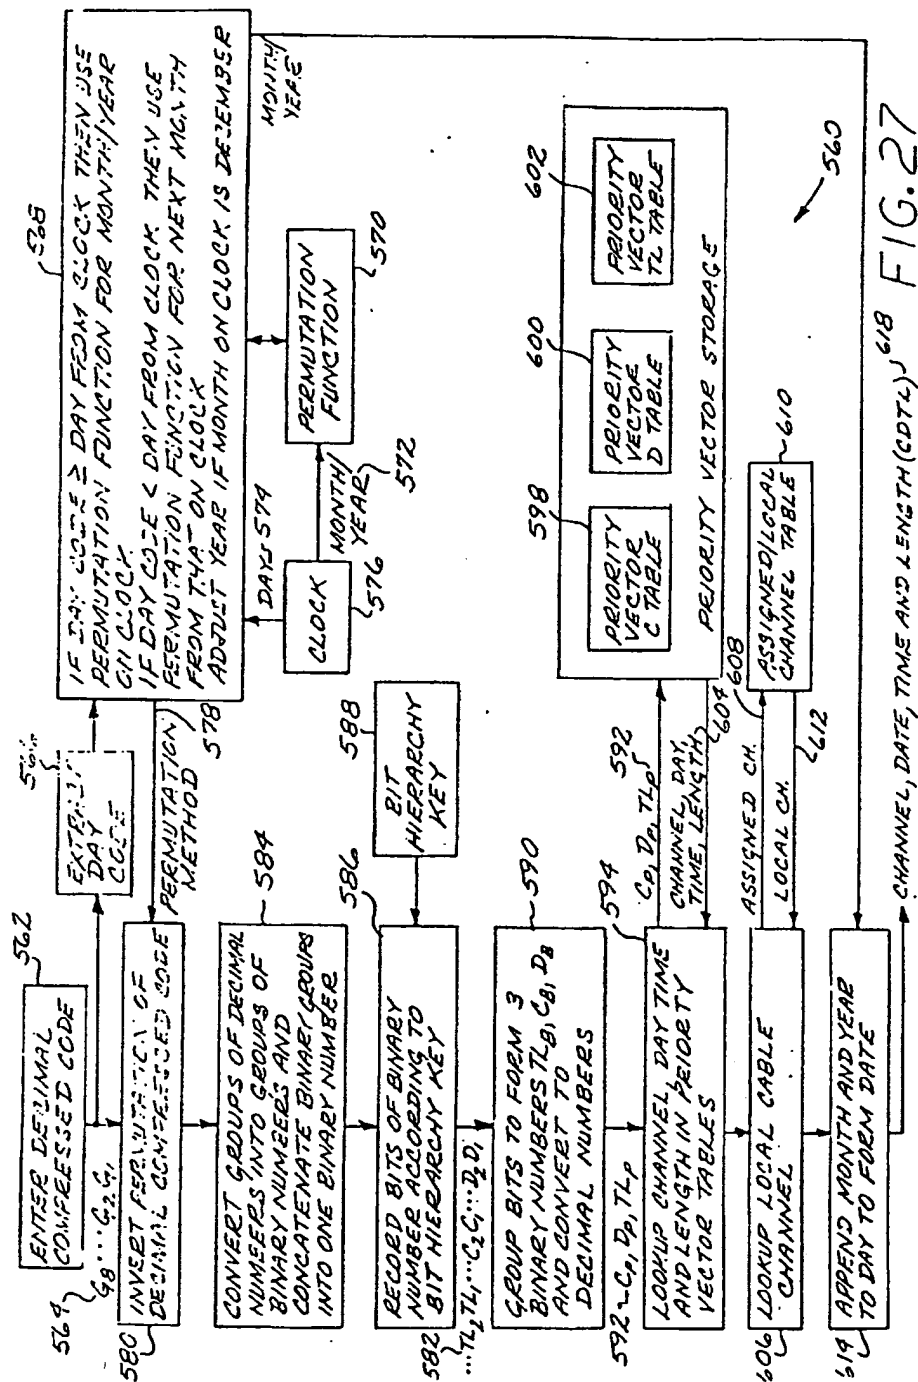 562
ENTER DECIMAL
COMPRESSED CODE
564
G8 ... G2 G1
EXTRACT
DAY
CODE
568
IF DAY CODE ≥ DAY FROM CLOCK THEN USE
PERMUTATION FUNCTION FOR MONTH/YEAR
ON CLOCK
IF DAY CODE < DAY FROM CLOCK THEN USE
PERMUTATION FUNCTION FOR NEXT MONTH
FROM THAT ON CLOCK
ADJUST YEAR IF MONTH ON CLOCK IS DECEMBER
MONTH/
YEAR
DAYS 574
CLOCK
576
MONTH/
YEAR
572
PERMUTATION
FUNCTION
570
PERMUTATION
METHOD
578
580
INVERT PERMUTATION OF
DECIMAL COMPRESSED CODE
584
CONVERT GROUPS OF DECIMAL
NUMBERS INTO GROUPS OF
BINARY NUMBERS AND
CONCATENATE BINARY GROUPS
INTO ONE BINARY NUMBER
586
588
BIT
HIERARCHY
KEY
RECORD BITS OF BINARY
NUMBER ACCORDING TO
BIT HIERARCHY KEY
582
...TL2 TL1...C2 C1...D2 D1
590
GROUP BITS TO FORM 3
BINARY NUMBERS TLB, CB, DB
AND CONVERT TO
DECIMAL NUMBERS
592
CP, DP, TLP
594
LOOKUP CHANNEL DAY TIME
AND LENGTH IN PRIORTY
VECTOR TABLES
592
CP, DP, TLP
CHANNEL, DAY,
TIME, LENGTH
604
598
PRIORITY
VECTOR
C TABLE
600
PRIORITY
VECTOR
D TABLE
602
PRIORITY
VECTOR
TL TABLE
PRIORITY VECTOR STORAGE
606
LOOKUP LOCAL CABLE
CHANNEL
608
ASSIGNED CH.
LOCAL CH.
612
ASSIGNED/LOCAL
CHANNEL TABLE
610
614
APPEND MONTH AND YEAR
TO DAY TO FORM DATE
CHANNEL, DATE, TIME AND LENGTH (CDTL)
618
560
FIG. 27